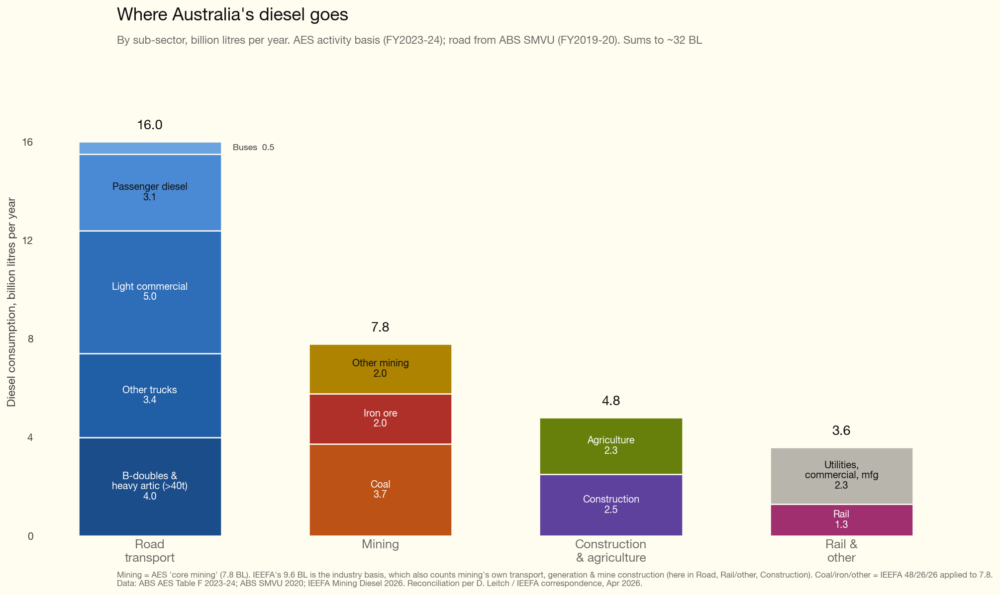 Where Australia's diesel goes
By sub-sector, billion litres per year. AES activity basis (FY2023-24); road from ABS SMVU (FY2019-20). Sums to ~32 BL
Diesel consumption, billion litres per year
16
12
8
4
0
16.0
Buses 0.5
Passenger diesel
3.1
Light commercial
5.0
Other trucks
3.4
B-doubles &
heavy artic (>40t)
4.0
Road
transport
7.8
Other mining
2.0
Iron ore
2.0
Coal
3.7
Mining
4.8
Agriculture
2.3
Construction
2.5
Construction
& agriculture
3.6
Utilities,
commercial, mfg
2.3
Rail
1.3
Rail &
other
Mining = AES 'core mining' (7.8 BL). IEEFA's 9.6 BL is the industry basis, which also counts mining's own transport, generation & mine construction (here in Road, Rail/other, Construction). Coal/iron/other = IEEFA 48/26/26 applied to 7.8.
Data: ABS AES Table F 2023-24; ABS SMVU 2020; IEEFA Mining Diesel 2026. Reconciliation per D. Leitch / IEEFA correspondence, Apr 2026.